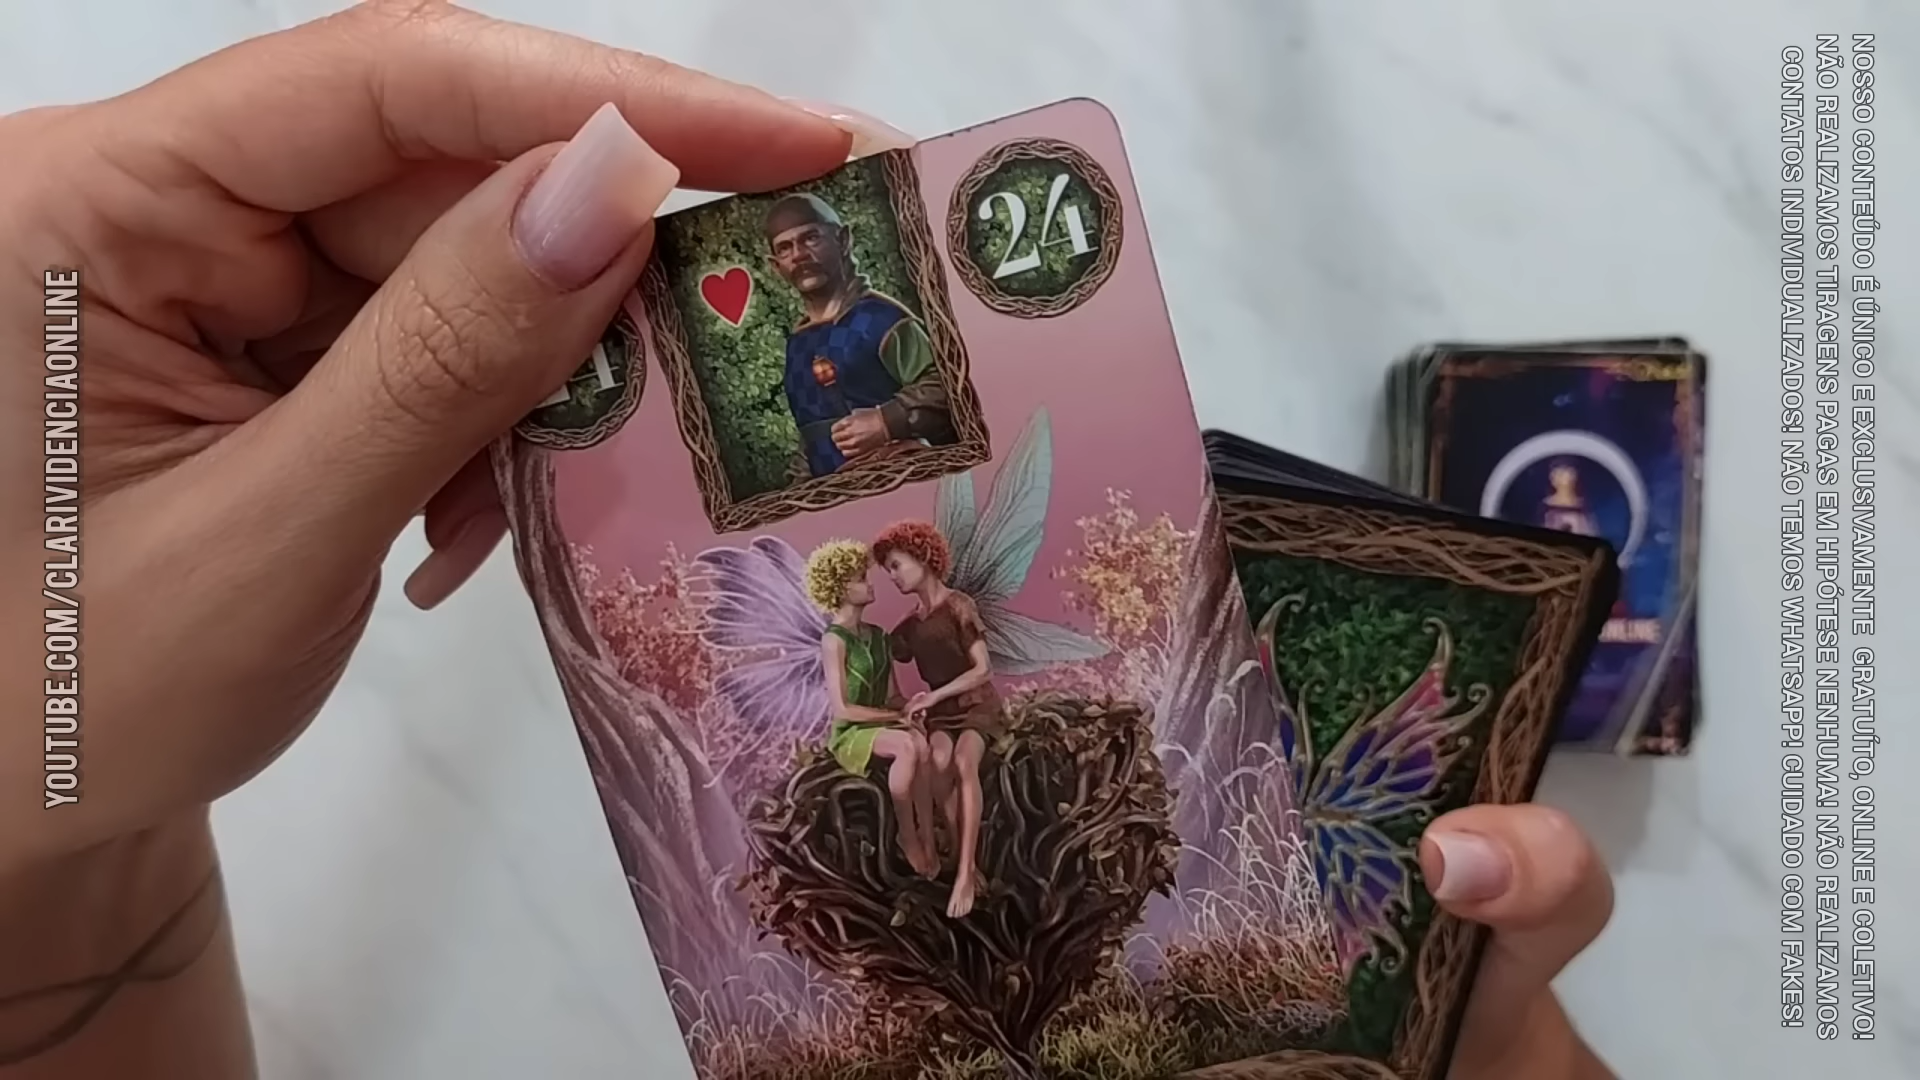 YOUTUBE.COM/CLARIVIDENCIAONLINE
24
NOSSO CONTEÚDO É ÚNICO E EXCLUSIVAMENTE GRATUÍTO, ONLINE E COLETIVO!
NÃO REALIZAMOS TIRAGENS PAGAS EM HIPÓTESE NENHUMA! NÃO REALIZAMOS
CONTATOS INDIVIDUALIZADOS! NÃO TEMOS WHATSAPP! CUIDADO COM FAKES!